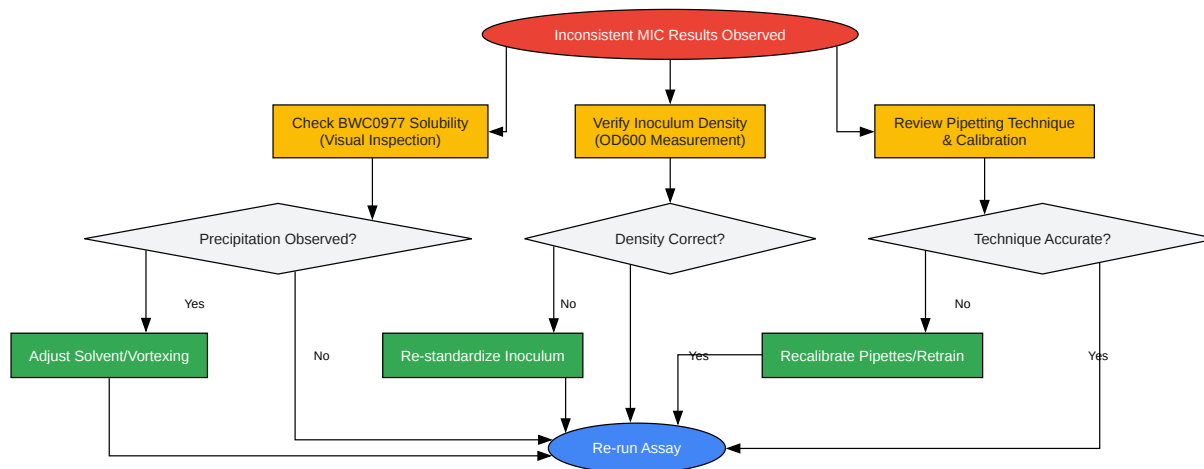 Inconsistent MIC Results Observed
Check BWC0977 Solubility
(Visual Inspection)
Verify Inoculum Density
(OD600 Measurement)
Review Pipetting Technique
& Calibration
Precipitation Observed?
Density Correct?
Technique Accurate?
Yes
No
No
Adjust Solvent/Vortexing
No
Re-standardize Inoculum
Yes
Recalibrate Pipettes/Retrain
Yes
Re-run Assay